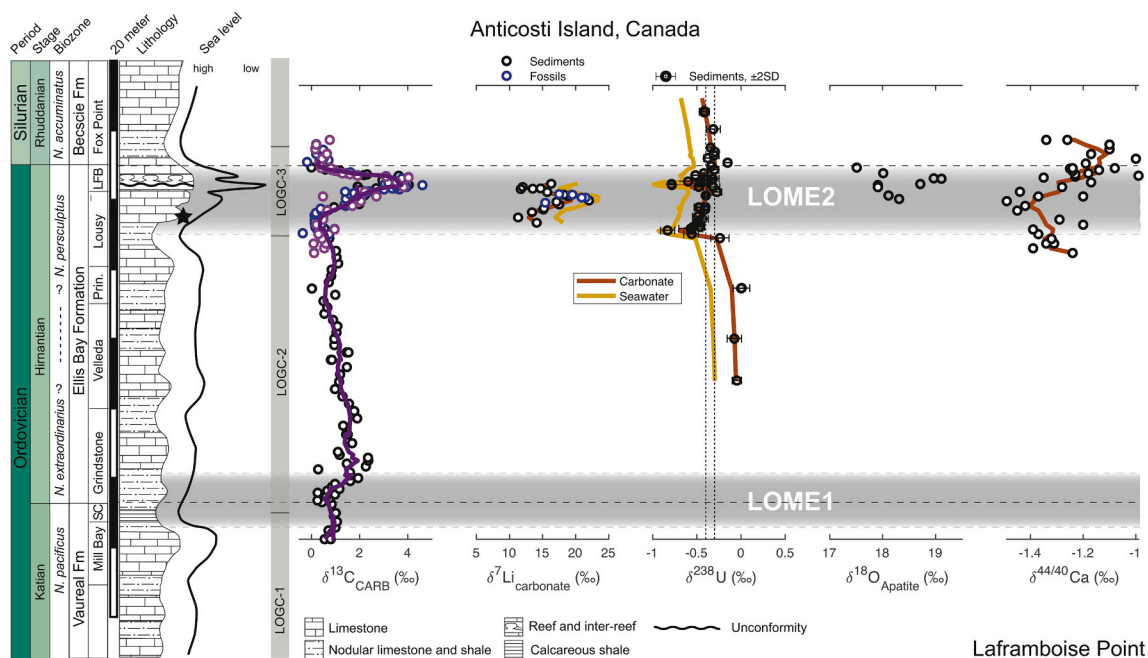 Anticosti Island, Canada
Period
Stage
Biozone
20 meter
Lithology
Sea level
high low
Sediments
Fossils
Sediments, ±2SD
Silurian
Ordovician
Rhuddanian
Hirnantian
Katian
N. accuminatus
N. persculptus
?
?
N. extraordinarius
N. pacificus
Becscie Fm
Ellis Bay Formation
Vaureal Fm
Fox Point
LFB
Lousy
Prin.
Velleda
Grindstone
SC
Mill Bay
LOGC-3
LOGC-2
LOGC-1
LOME2
LOME1
Carbonate
Seawater
0 2 4
5 10 15 20 25
-1 -0.5 0 0.5
17 18 19
-1.4 -1.2 -1
δ13CCARB (‰)
δ7Licarbonate (‰)
δ238U (‰)
δ18OApatite (‰)
δ44/40Ca (‰)
Limestone
Nodular limestone and shale
Reef and inter-reef
Calcareous shale
Unconformity
Laframboise Point